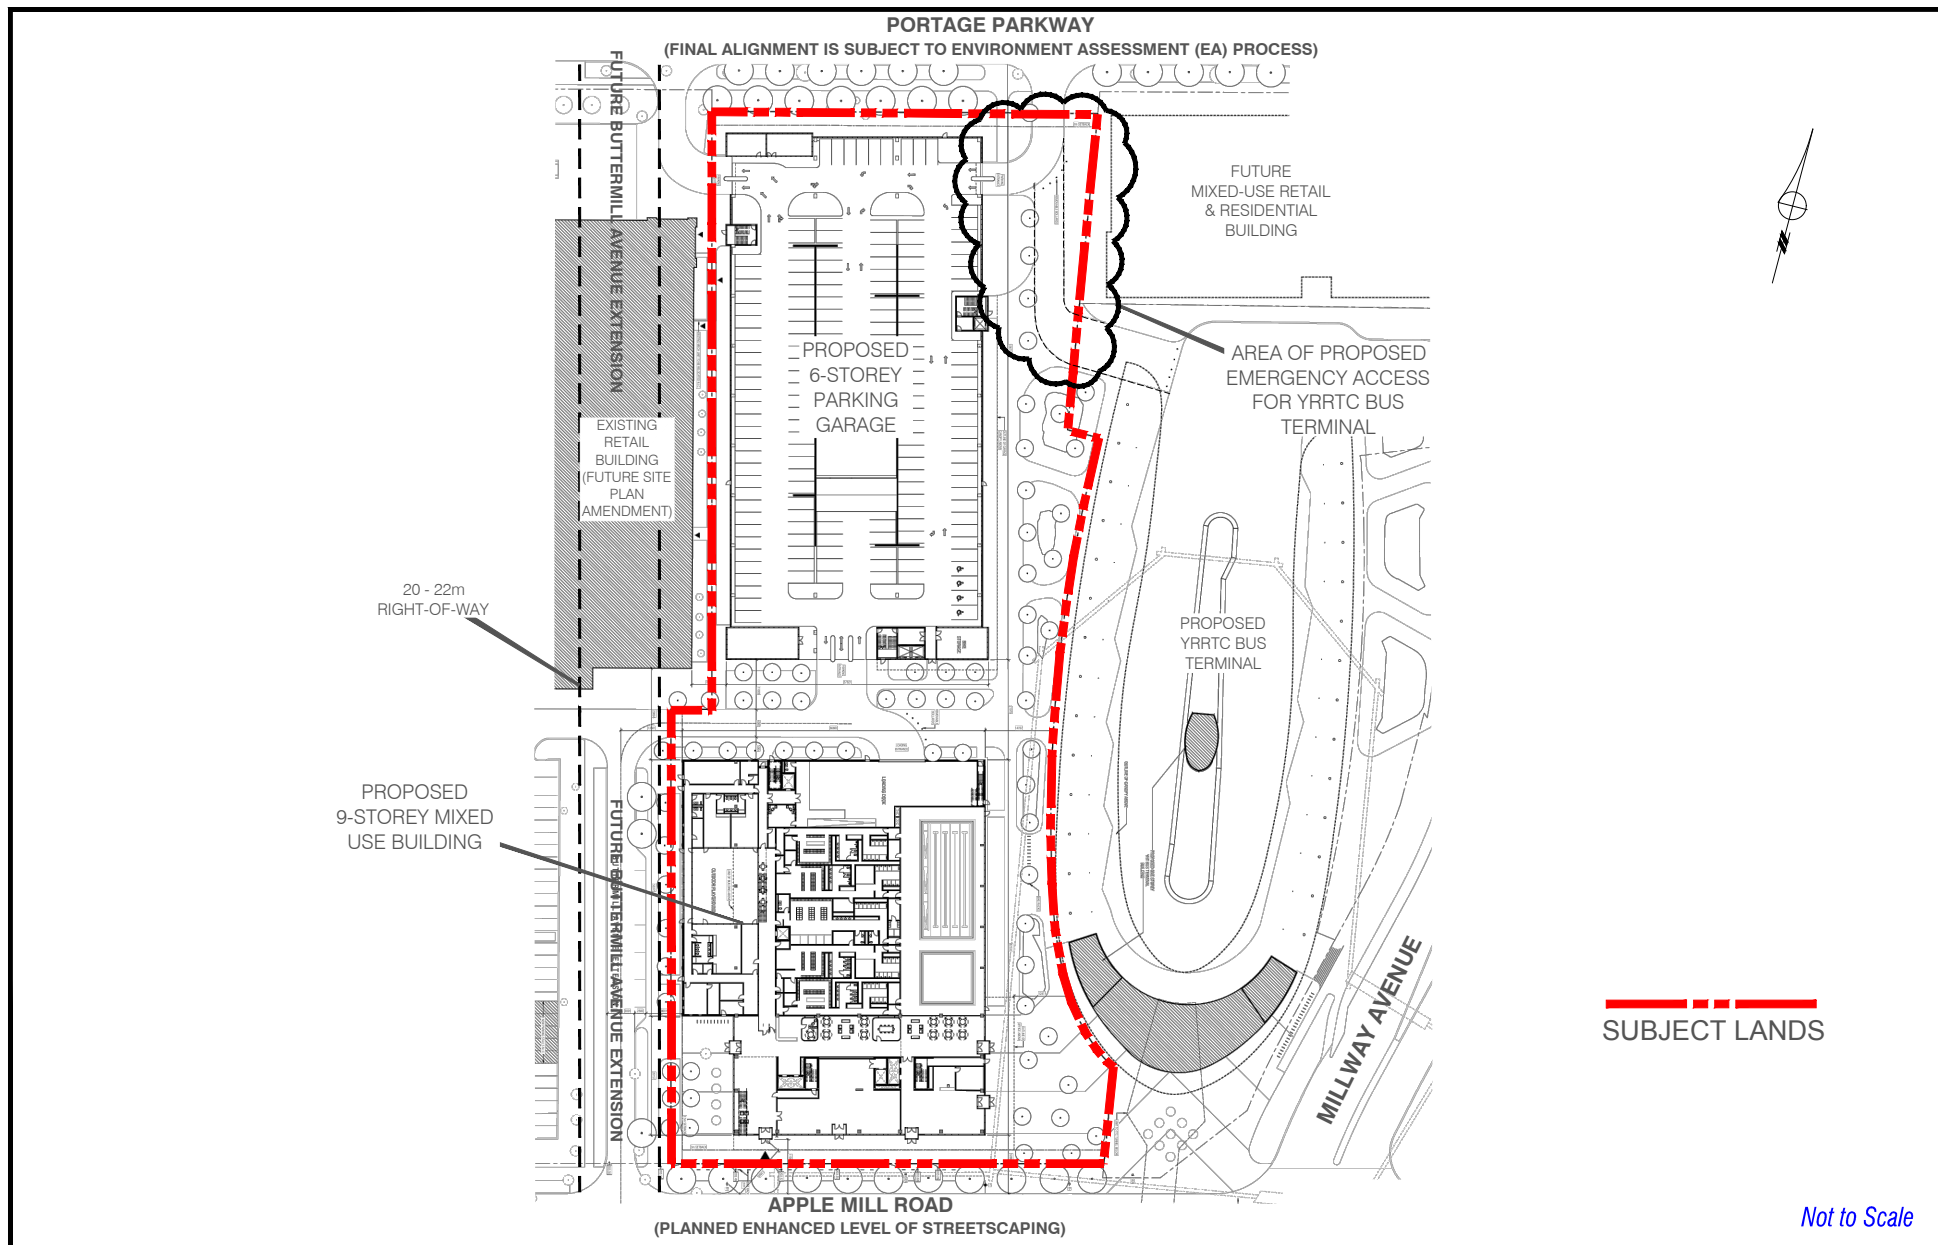 PORTAGE PARKWAY
(FINAL ALIGNMENT IS SUBJECT TO ENVIRONMENT ASSESSMENT (EA) PROCESS)
FUTURE BUTTERMILL AVENUE EXTENSION
FUTURE
MIXED-USE RETAIL
& RESIDENTIAL
BUILDING
N
PROPOSED
6-STOREY
PARKING
GARAGE
AREA OF PROPOSED
EMERGENCY ACCESS
FOR YRRTC BUS
TERMINAL
EXISTING
RETAIL
BUILDING
(FUTURE SITE
PLAN
AMENDMENT)
20 - 22m
RIGHT-OF-WAY
PROPOSED
YRRTC BUS
TERMINAL
PROPOSED
9-STOREY MIXED
USE BUILDING
FUTURE BUTTERMILL AVENUE EXTENSION
MILLWAY AVENUE
SUBJECT LANDS
APPLE MILL ROAD
(PLANNED ENHANCED LEVEL OF STREETSCAPING)
Not to Scale